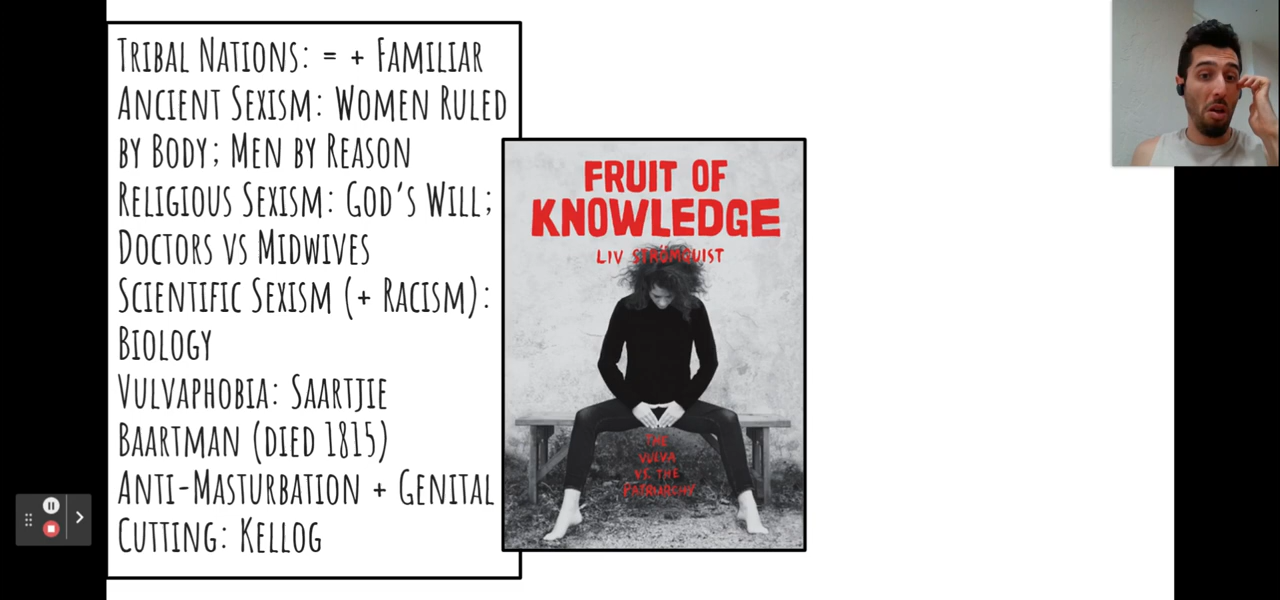 Tribal Nations: = + Familiar
Ancient Sexism: Women Ruled
by Body; Men by Reason
Religious Sexism: God's Will;
Doctors vs Midwives
Scientific Sexism (+ Racism):
Biology
Vulvaphobia: Saartjie
Baartman (died 1815)
Anti-Masturbation + Genital
Cutting: Kellog
FRUIT OF
KNOWLEDGE
LIV STRÖMQUIST
THE
VULVA
VS. THE
PATRIARCHY